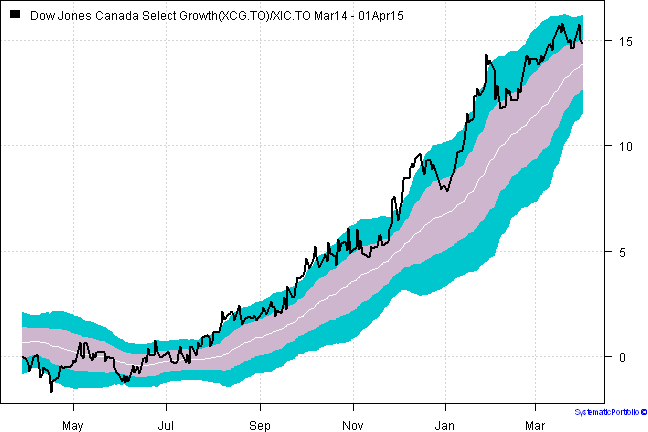 Dow Jones Canada Select Growth(XCG.TO)/XIC.TO Mar14 - 01Apr15
15
10
5
0
May Jul Sep Nov Jan Mar
SystematicPortfolio ©